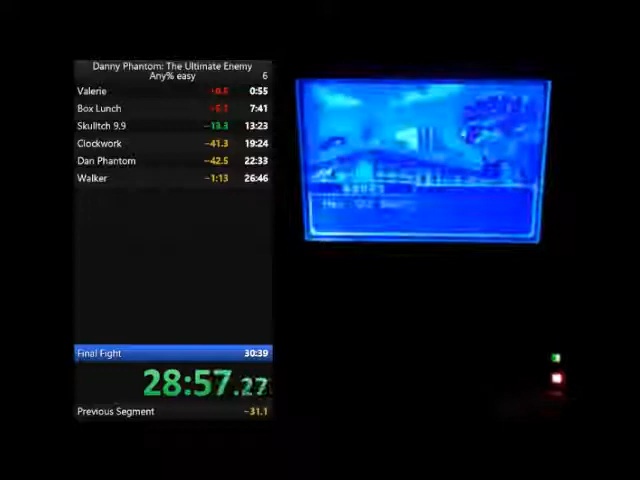 Danny Phantom: The Ultimate Enemy
Any% easy 6
Valerie +0.5 0:55
Box Lunch +5.1 7:41
Skulltch 9.9 −13.3 13:23
Clockwork −41.3 19:24
Dan Phantom −42.5 22:33
Walker −1:13 26:46
Final Fight 30:39
28:57.27
Previous Segment −31.1